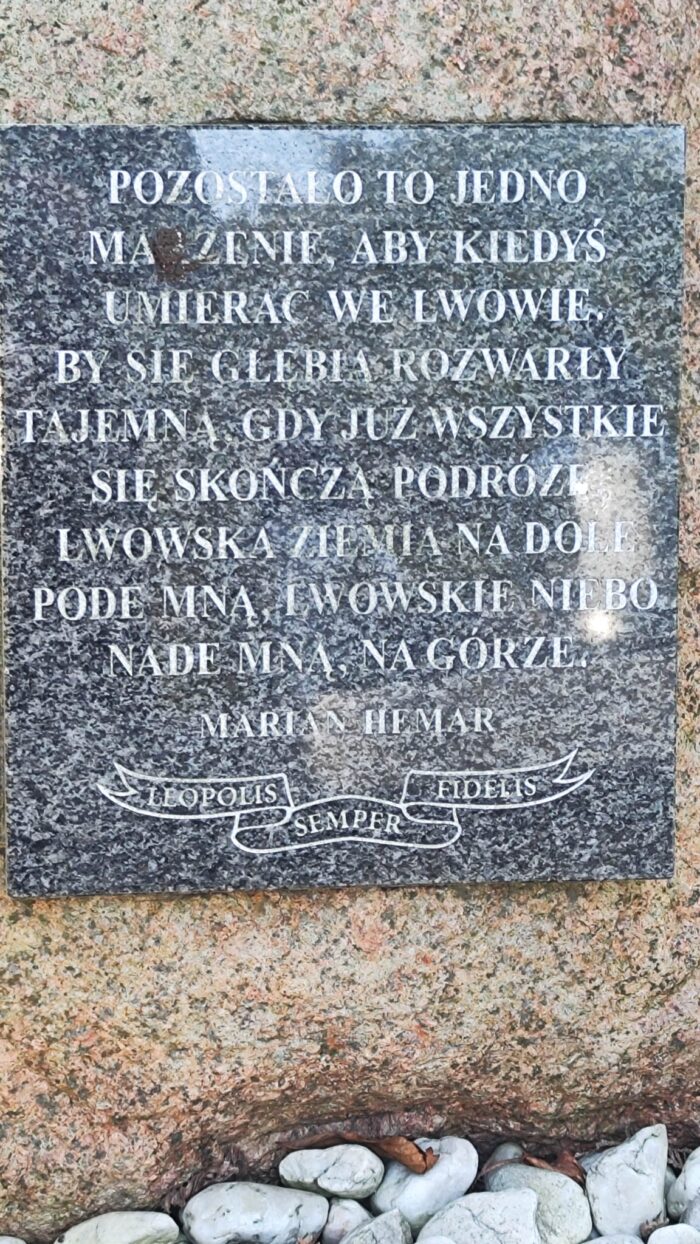 POZOSTAŁO TO JEDNO
MARZENIE, ABY KIEDYŚ
UMIERAĆ WE LWOWIE.
BY SIĘ GŁĘBIĄ ROZWARŁY
TAJEMNĄ, GDY JUŻ WSZYSTKIE
SIĘ SKOŃCZĄ PODRÓŻE,
LWOWSKA ZIEMIA NA DOLE
PODE MNĄ, LWOWSKIE NIEBO
NADE MNĄ, NA GÓRZE.
MARIAN HEMAR
LEOPOLIS SEMPER FIDELIS